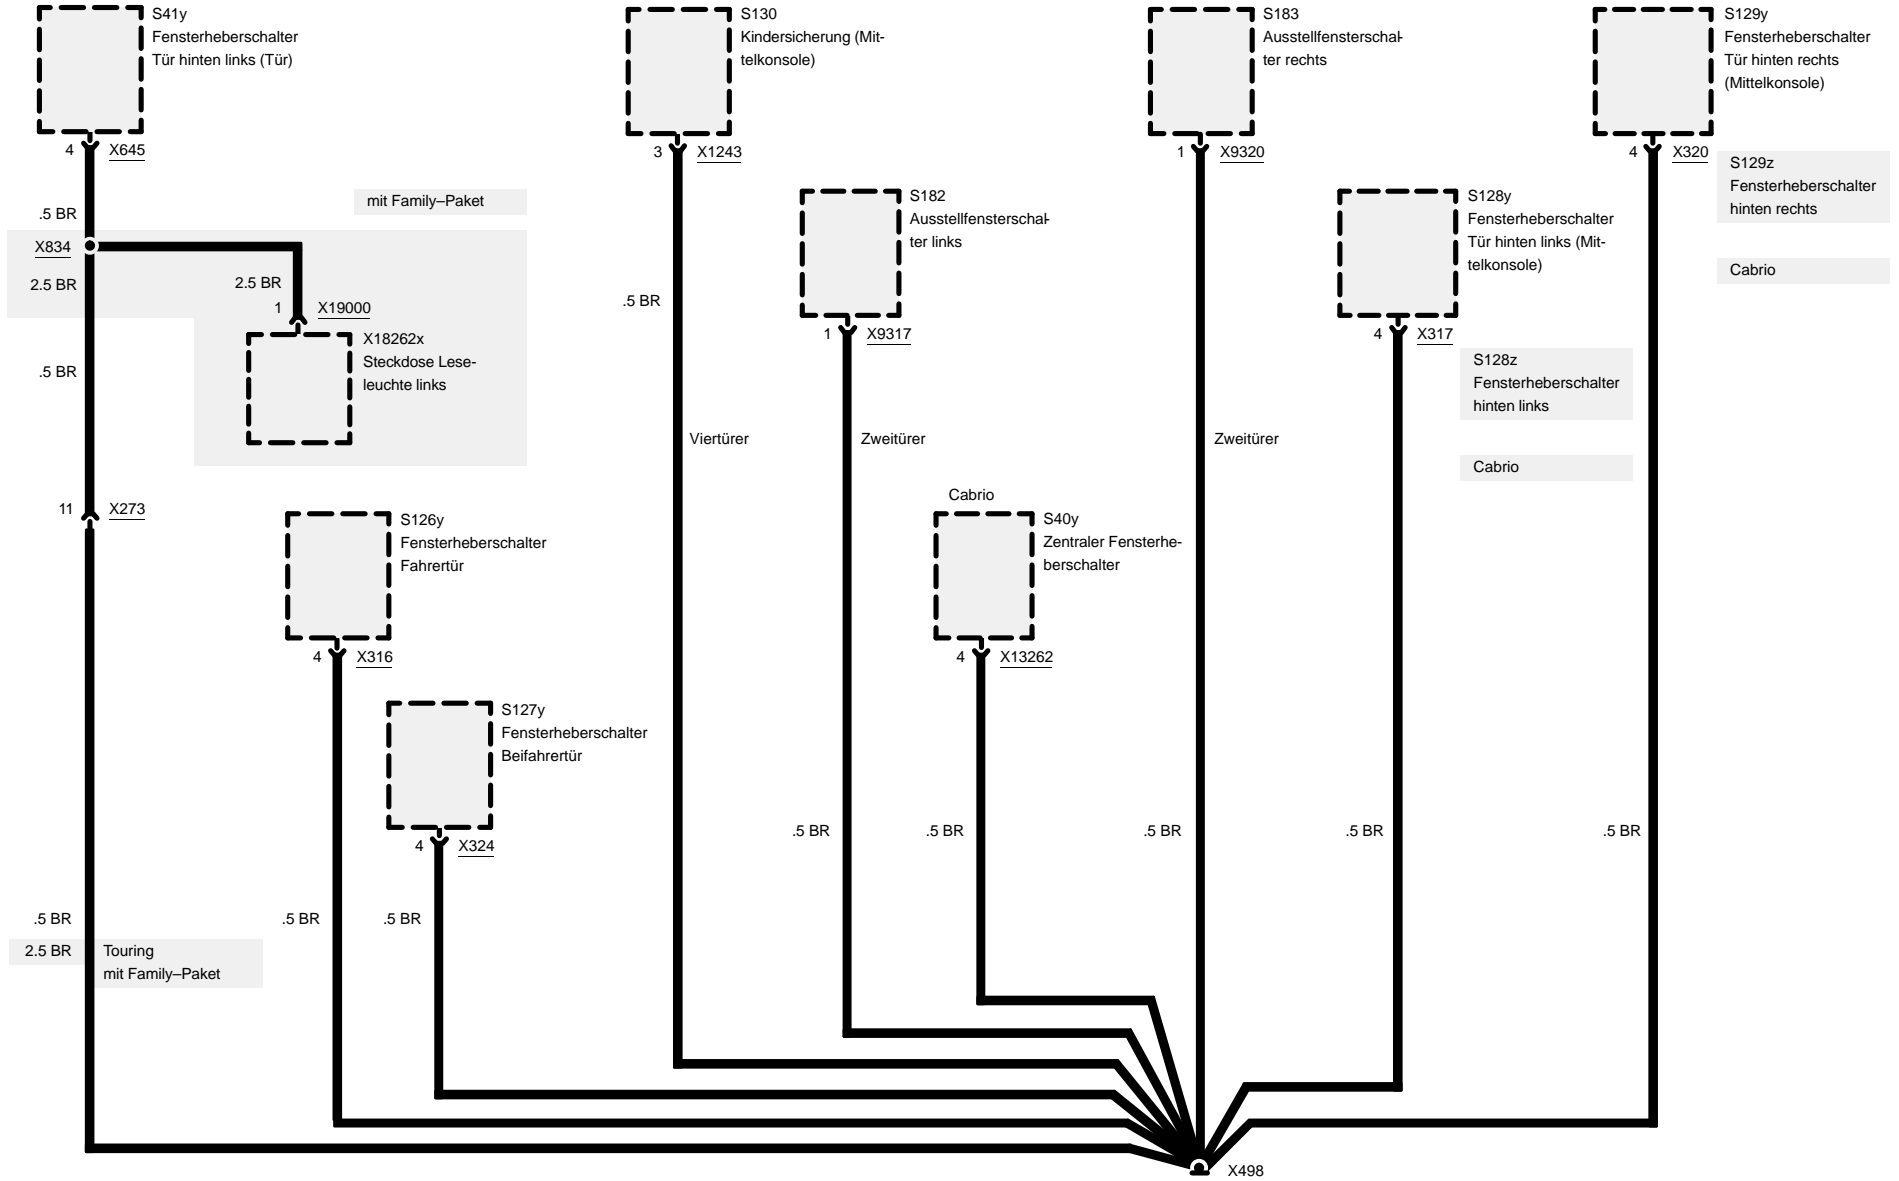 S41y
Fensterheberschalter
Tür hinten links (Tür)
4 X645
.5 BR
mit Family–Paket
X834
2.5 BR
2.5 BR
1 X19000
X18262x
Steckdose Lese-
leuchte links
.5 BR
11 X273
S126y
Fensterheberschalter
Fahrertür
4 X316
S127y
Fensterheberschalter
Beifahrertür
4 X324
.5 BR
2.5 BR
Touring
mit Family–Paket
.5 BR
.5 BR
S130
Kindersicherung (Mit-
telkonsole)
3 X1243
.5 BR
Viertürer
S182
Ausstellfensterschal-
ter links
1 X9317
Zweitürer
.5 BR
Cabrio
S40y
Zentraler Fensterhe-
berschalter
4 X13262
.5 BR
S183
Ausstellfensterschal-
ter rechts
1 X9320
Zweitürer
.5 BR
S128y
Fensterheberschalter
Tür hinten links (Mit-
telkonsole)
4 X317
S128z
Fensterheberschalter
hinten links
Cabrio
.5 BR
S129y
Fensterheberschalter
Tür hinten rechts
(Mittelkonsole)
4 X320
S129z
Fensterheberschalter
hinten rechts
Cabrio
.5 BR
X498